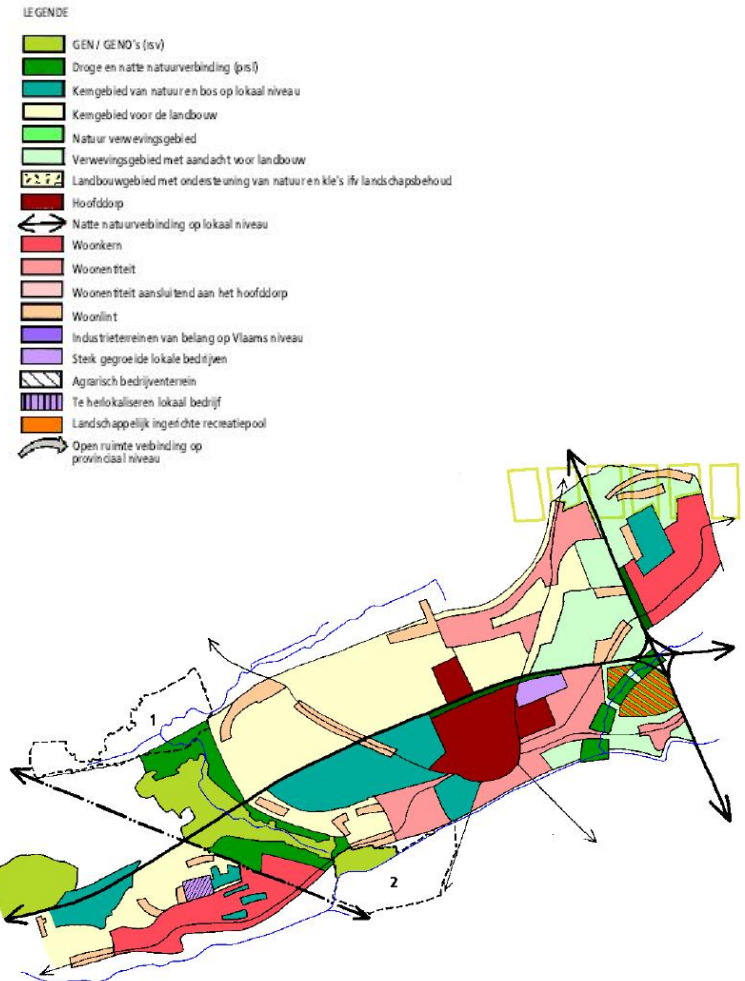 LEGENDE
GEN / GENO's (rsv)
Droge en natte natuurverbinding (prsl)
Kerngebied van natuur en bos op lokaal niveau
Kerngebied voor de landbouw
Natuur verwevingsgebied
Verwevingsgebied met aandacht voor landbouw
Landbouwgebied met ondersteuning van natuur en kle's ifv landschapsbehoud
Hoofddorp
Natte natuurverbinding op lokaal niveau
Woonkern
Woonentiteit
Woonentiteit aansluitend aan het hoofddorp
Woonlint
Industrieterreinen van belang op Vlaams niveau
Sterk gegroeide lokale bedrijven
Agrarisch bedrijventerrein
Te herlokaliseren lokaal bedrijf
Landschappelijk ingerichte recreatiepool
Open ruimte verbinding op
provinciaal niveau
1
2